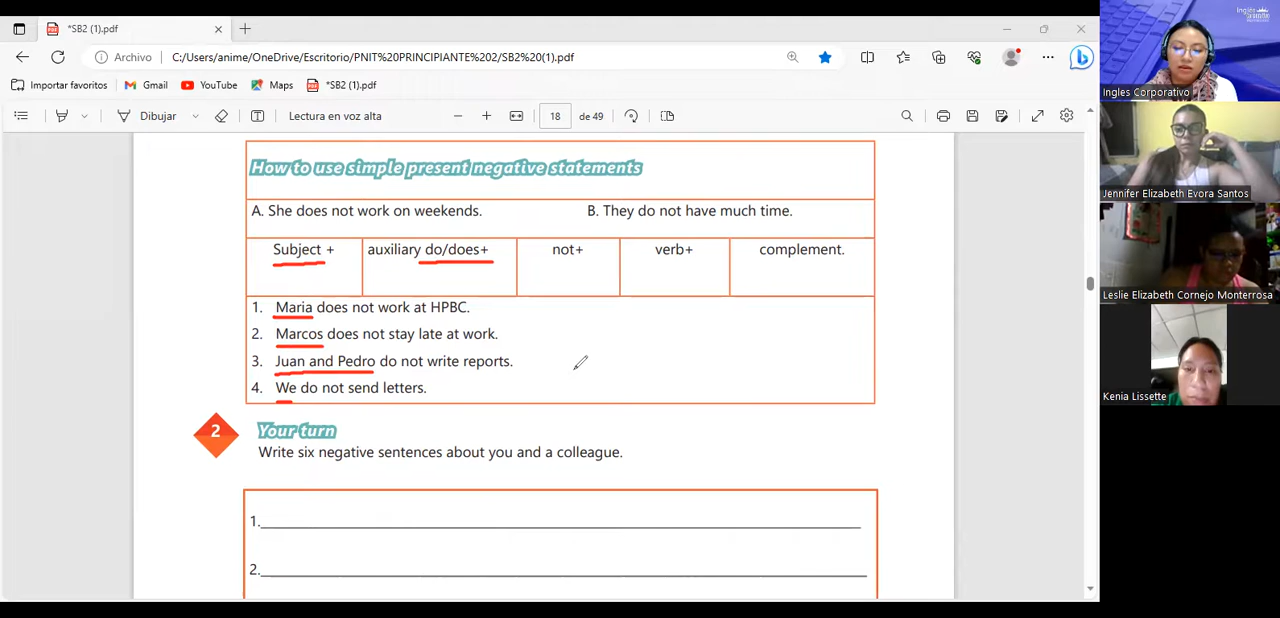 *SB2 (1).pdf
Archivo C:/Users/anime/OneDrive/Escritorio/PNIT%20PRINCIPIANTE%202/SB2%20(1).pdf
Importar favoritos Gmail YouTube Maps *SB2 (1).pdf
Dibujar Lectura en voz alta 18 de 49
How to use simple present negative statements
A. She does not work on weekends. B. They do not have much time.
Subject + auxiliary do/does+ not+ verb+ complement.
1. Maria does not work at HPBC.
2. Marcos does not stay late at work.
3. Juan and Pedro do not write reports.
4. We do not send letters.
2 Your turn
Write six negative sentences about you and a colleague.
1.
2.
Ingles Corporativo
Jennifer Elizabeth Evora Santos
Leslie Elizabeth Cornejo Monterrosa
Kenia Lissette